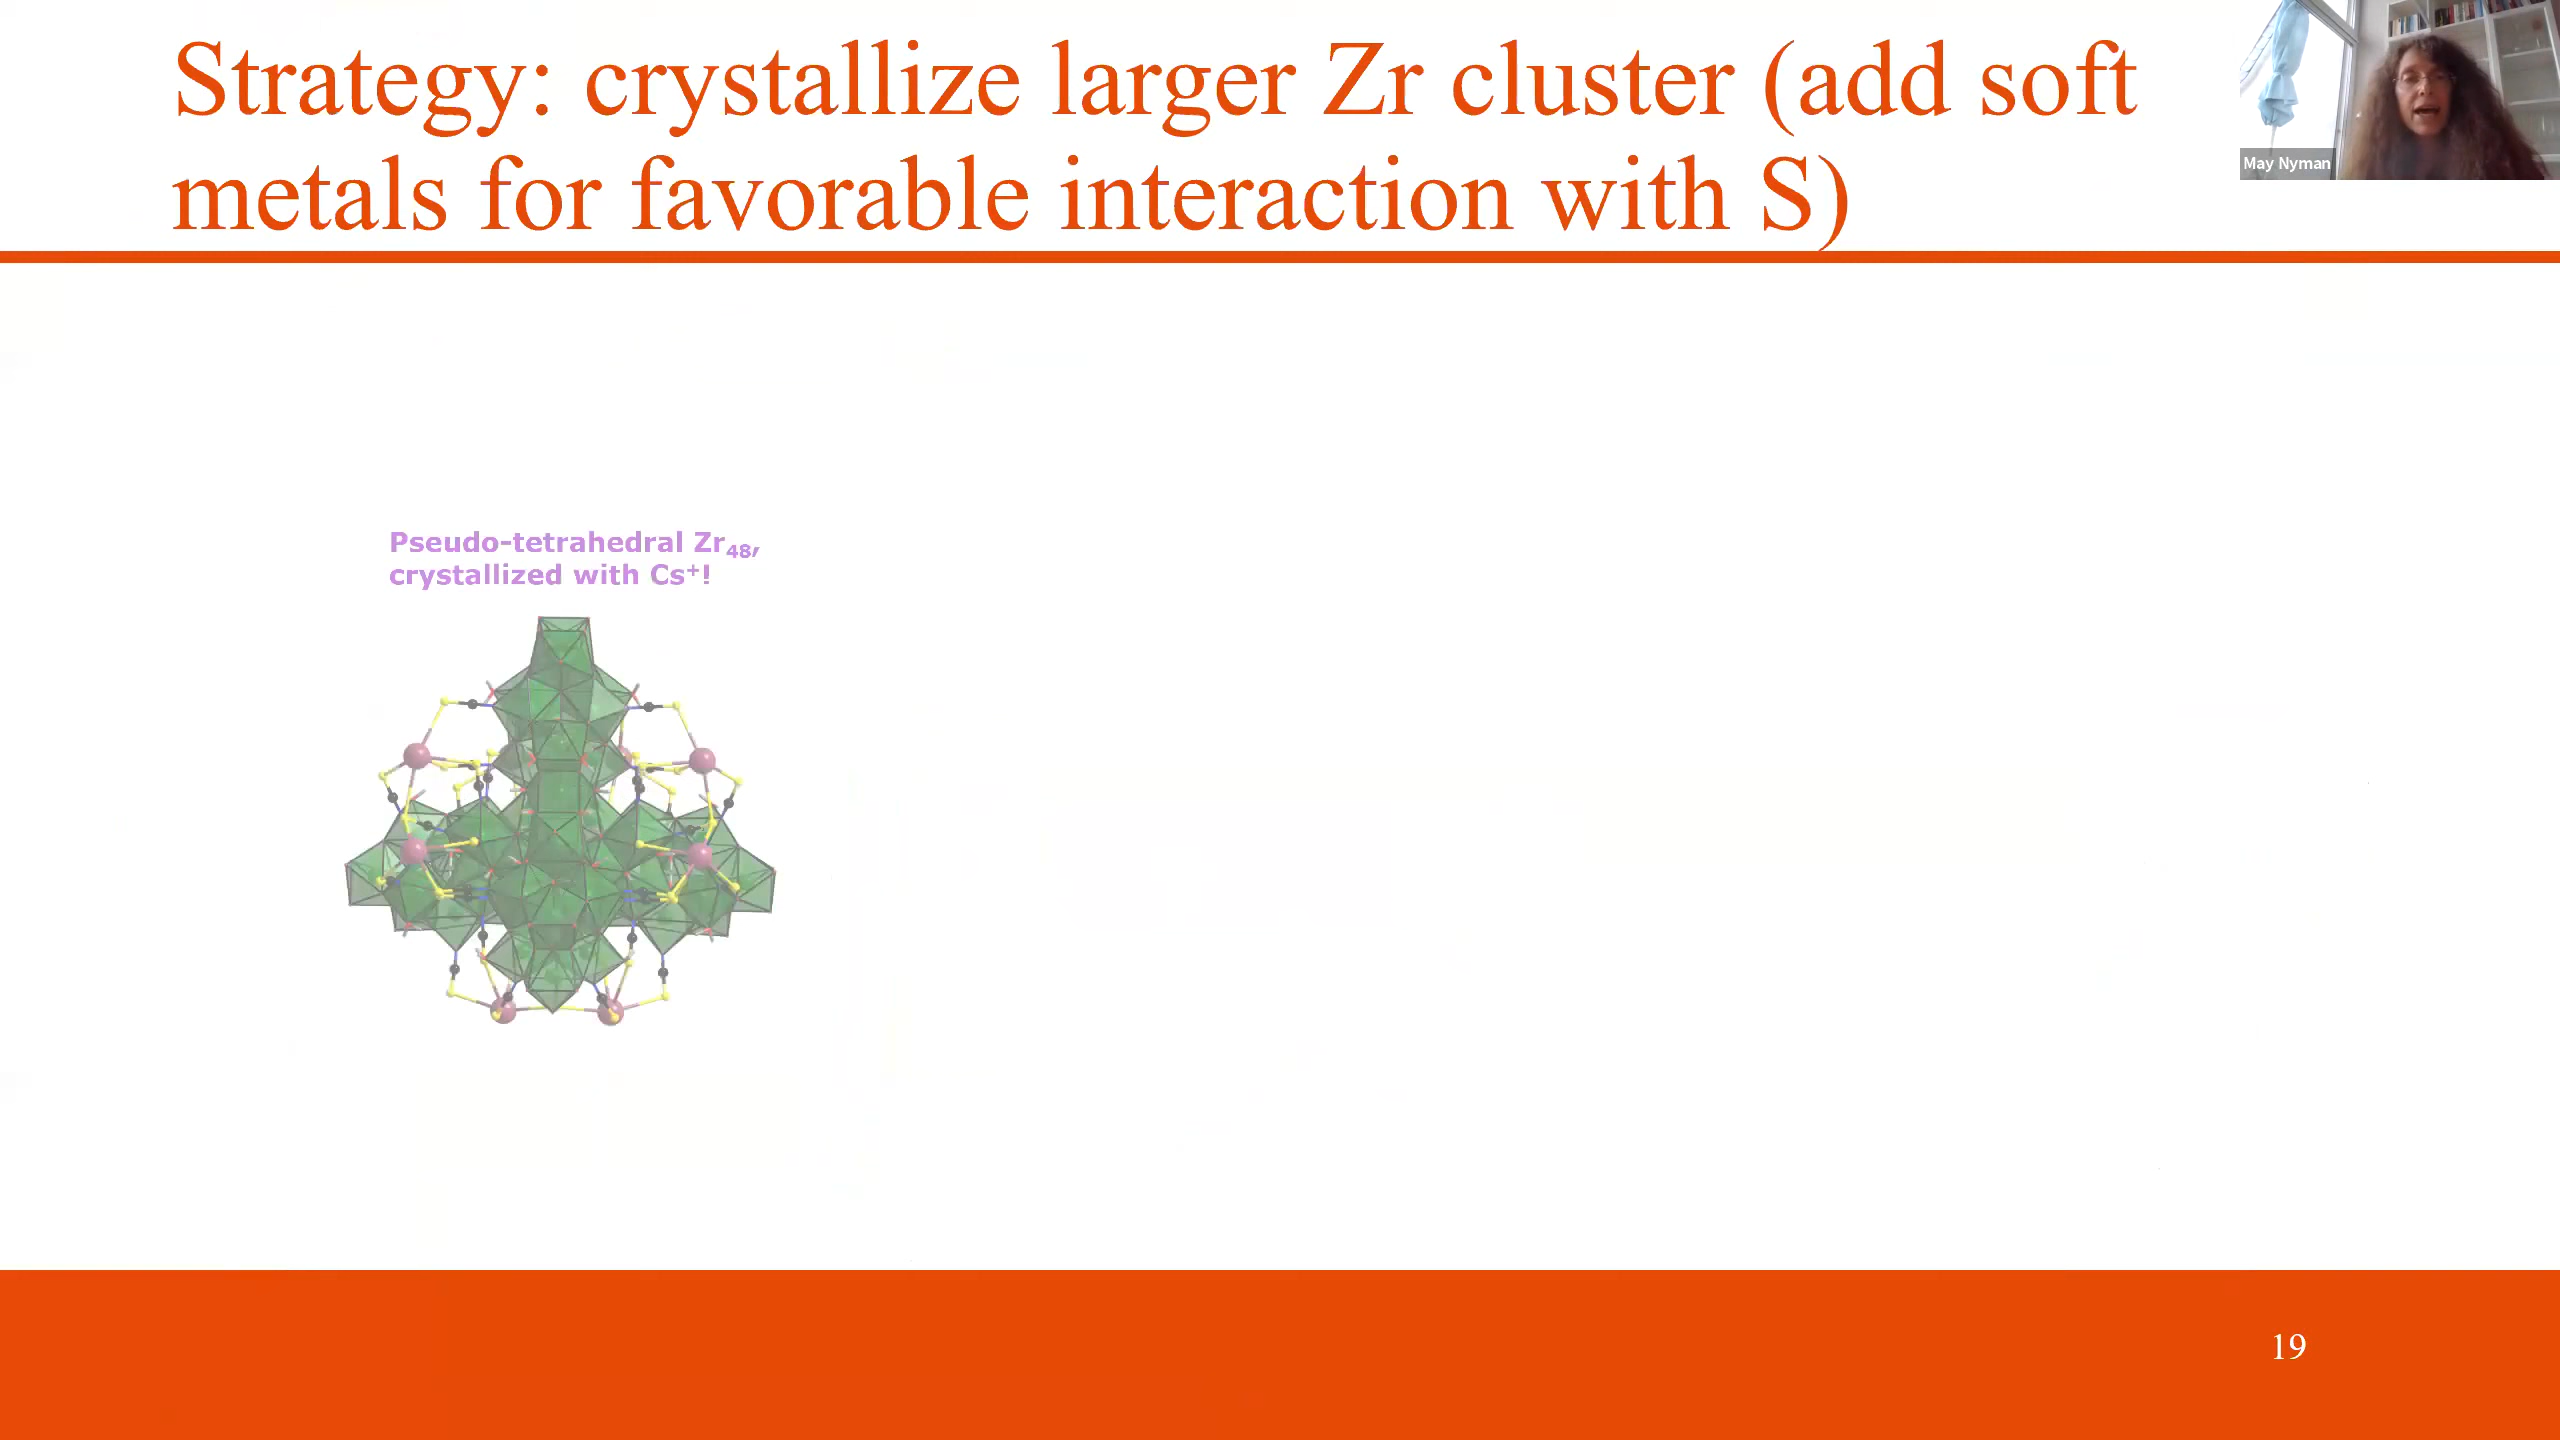 Strategy: crystallize larger Zr cluster (add soft
metals for favorable interaction with S)
May Nyman
Pseudo-tetrahedral Zr₄₈,
crystallized with Cs⁺!
19